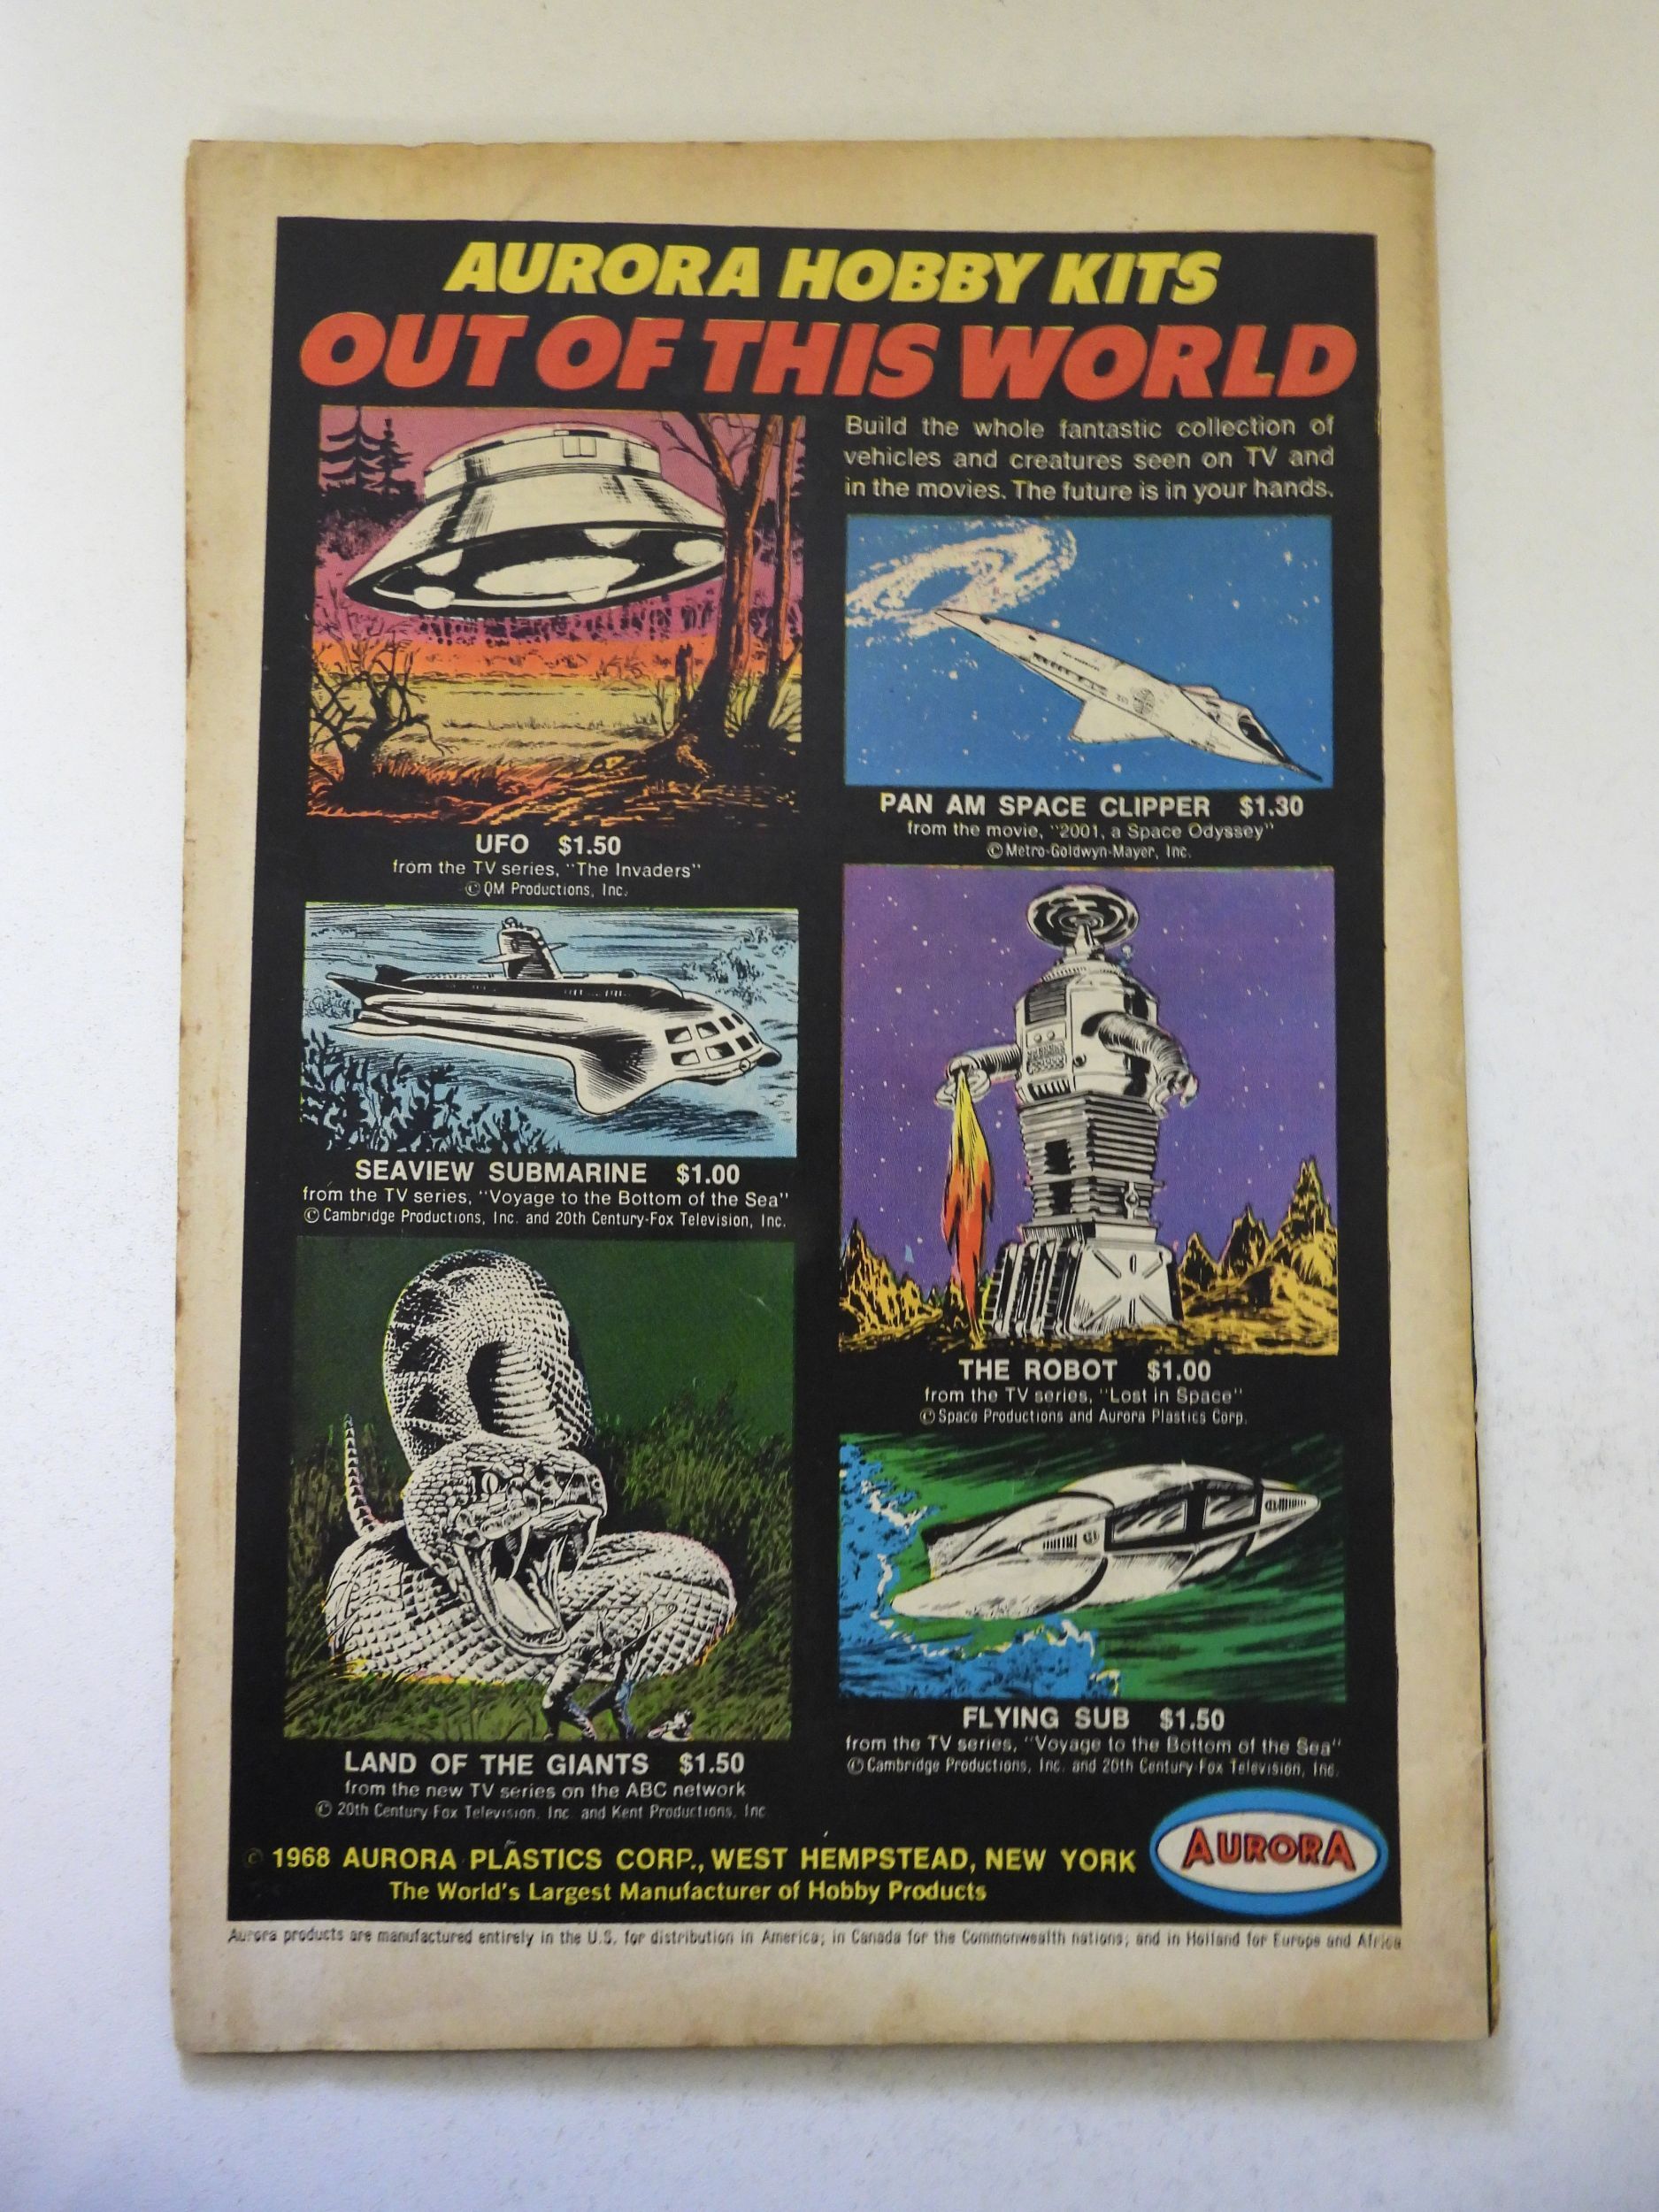 AURORA HOBBY KITS
OUT OF THIS WORLD
Build the whole fantastic collection of
vehicles and creatures seen on TV and
in the movies. The future is in your hands.
UFO $1.50
from the TV series, "The Invaders"
© QM Productions, Inc.
PAN AM SPACE CLIPPER $1.30
from the movie, "2001, a Space Odyssey"
© Metro-Goldwyn-Mayer, Inc.
SEAVIEW SUBMARINE $1.00
from the TV series, "Voyage to the Bottom of the Sea"
© Cambridge Productions, Inc. and 20th Century-Fox Television, Inc.
THE ROBOT $1.00
from the TV series, "Lost in Space"
© Space Productions and Aurora Plastics Corp.
LAND OF THE GIANTS $1.50
from the new TV series on the ABC network
© 20th Century Fox Television, Inc. and Kent Productions, Inc
FLYING SUB $1.50
from the TV series, "Voyage to the Bottom of the Sea"
© Cambridge Productions, Inc. and 20th Century-Fox Television, Inc.
© 1968 AURORA PLASTICS CORP., WEST HEMPSTEAD, NEW YORK
The World's Largest Manufacturer of Hobby Products
AURORA
Aurora products are manufactured entirely in the U.S. for distribution in America; in Canada for the Commonwealth nations; and in Holland for Europe and Africa